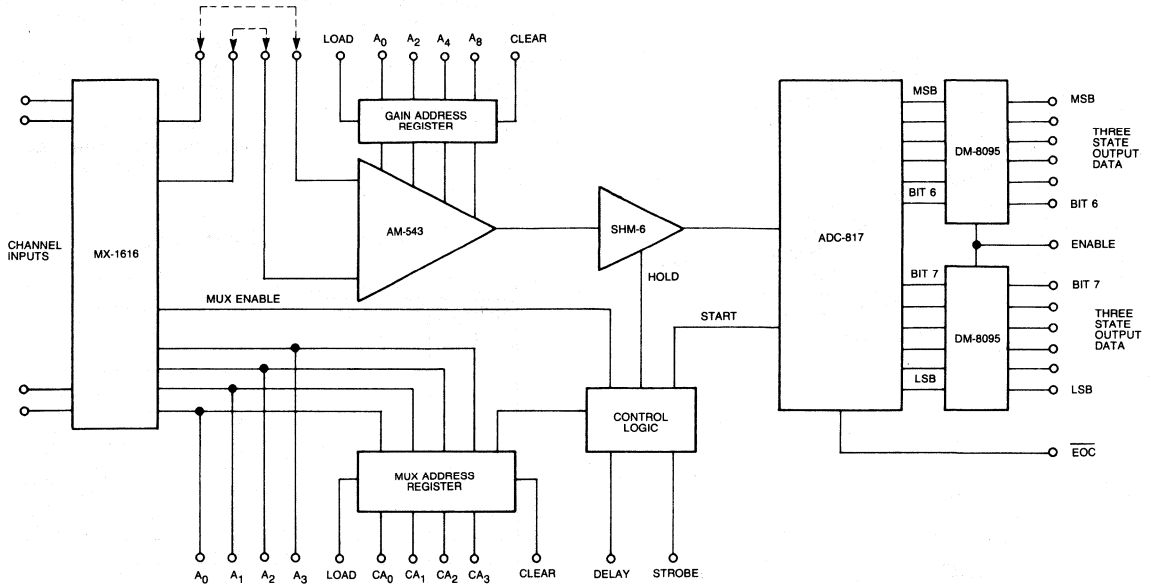 LOAD
A0
A2
A4
A8
CLEAR
GAIN ADDRESS
REGISTER
MX-1616
CHANNEL
INPUTS
AM-543
SHM-6
HOLD
ADC-817
MSB
BIT 6
DM-8095
MSB
THREE
STATE
OUTPUT
DATA
BIT 6
ENABLE
BIT 7
LSB
DM-8095
BIT 7
THREE
STATE
OUTPUT
DATA
LSB
EOC
MUX ENABLE
START
CONTROL
LOGIC
MUX ADDRESS
REGISTER
A0
A1
A2
A3
LOAD
CA0
CA1
CA2
CA3
CLEAR
DELAY
STROBE